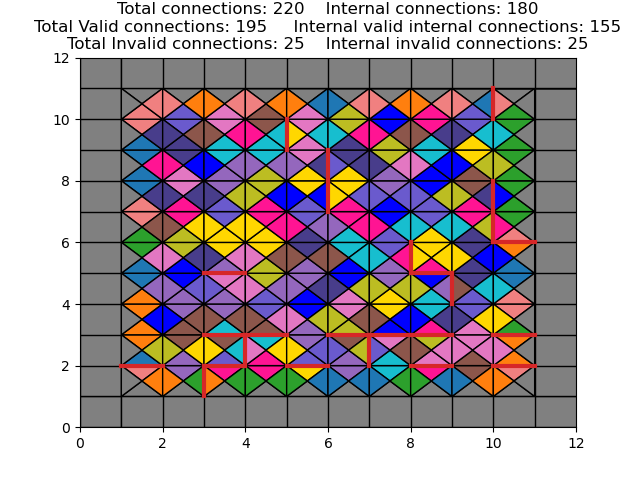 Total connections: 220    Internal connections: 180
Total Valid connections: 195     Internal valid internal connections: 155
Total Invalid connections: 25    Internal invalid connections: 25
12
10
8
6
4
2
0
0 2 4 6 8 10 12